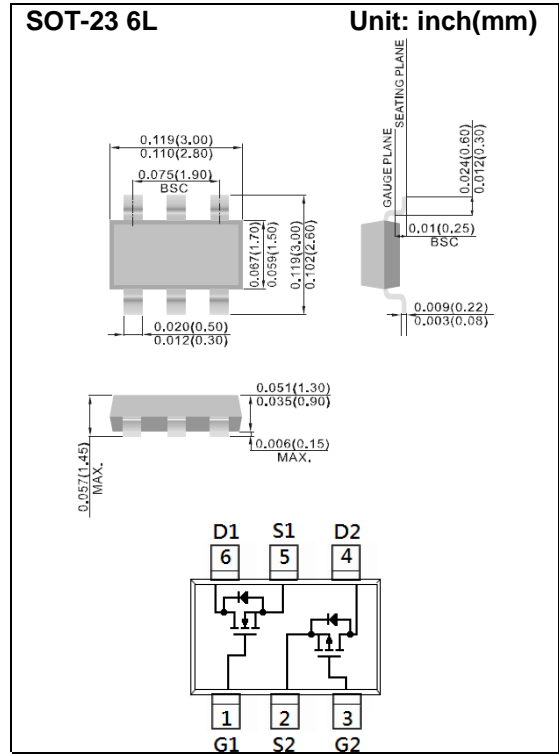 SOT-23 6L
Unit: inch(mm)
SEATING PLANE
GAUGE PLANE
0.024(0.60)
0.012(0.30)
0.119(3.00)
0.110(2.80)
0.075(1.90)
BSC
0.067(1.70)
0.059(1.50)
0.119(3.00)
0.102(2.60)
0.01(0.25)
BSC
0.020(0.50)
0.012(0.30)
0.009(0.22)
0.003(0.08)
0.051(1.30)
0.035(0.90)
0.006(0.15)
MAX.
0.057(1.45)
MAX.
D1 S1 D2
6 5 4
1 2 3
G1 S2 G2